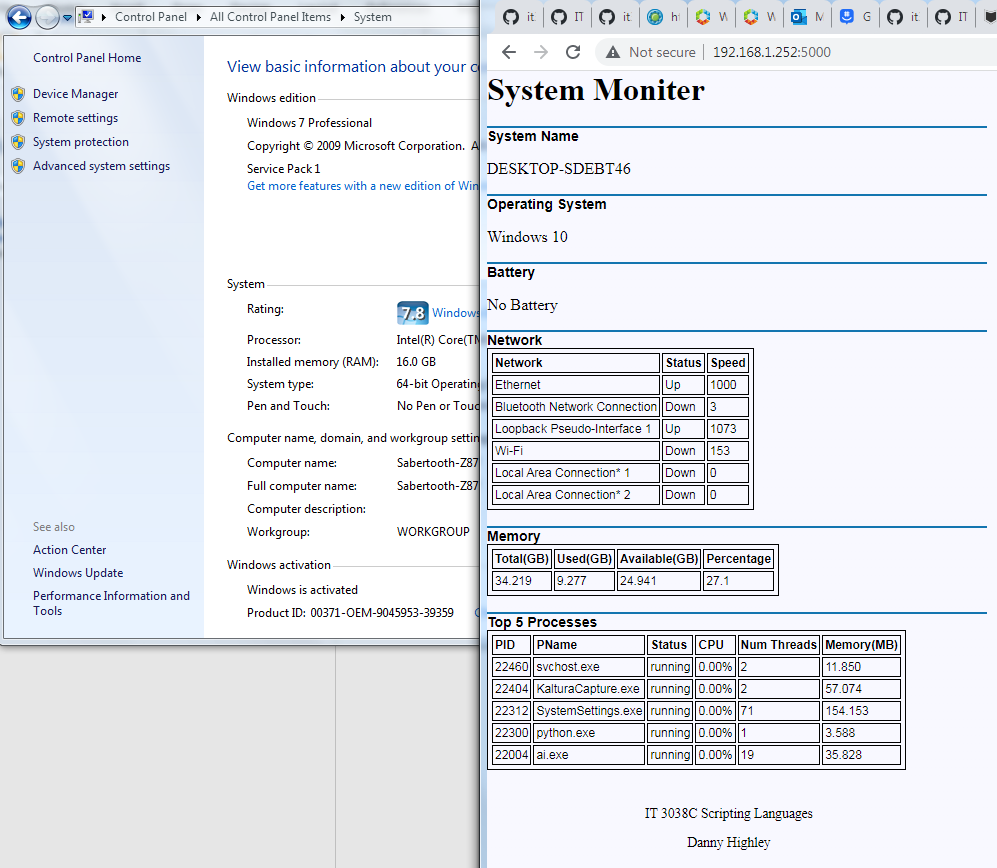 Control Panel ▸ All Control Panel Items ▸ System
Control Panel Home
Device Manager
Remote settings
System protection
Advanced system settings
See also
Action Center
Windows Update
Performance Information and
Tools
View basic information about your
Windows edition
Windows 7 Professional
Copyright © 2009 Microsoft Corporation.
Service Pack 1
Get more features with a new edition of
System
Rating:
7.8 Windows
Processor: Intel(R)
Installed memory (RAM): 16.0 GB
System type: 64-bit
Pen and Touch: No Pen or
Computer name, domain, and workgroup
Computer name: Sabertooth-Z87
Full computer name: Sabertooth-Z87
Computer description:
Workgroup: WORKGROUP
Windows activation
Windows is activated
Product ID: 00371-OEM-9045953-39359
it IT it ht W W M G it IT
Not secure | 192.168.1.252:5000
System Moniter
System Name
DESKTOP-SDEBT46
Operating System
Windows 10
Battery
No Battery
Network
Network Status Speed
Ethernet Up 1000
Bluetooth Network Connection Down 3
Loopback Pseudo-Interface 1 Up 1073
Wi-Fi Down 153
Local Area Connection* 1 Down 0
Local Area Connection* 2 Down 0
Memory
Total(GB) Used(GB) Available(GB) Percentage
34.219 9.277 24.941 27.1
Top 5 Processes
PID PName Status CPU Num Threads Memory(MB)
22460 svchost.exe running 0.00% 2 11.850
22404 KalturaCapture.exe running 0.00% 2 57.074
22312 SystemSettings.exe running 0.00% 71 154.153
22300 python.exe running 0.00% 1 3.588
22004 ai.exe running 0.00% 19 35.828
IT 3038C Scripting Languages
Danny Highley